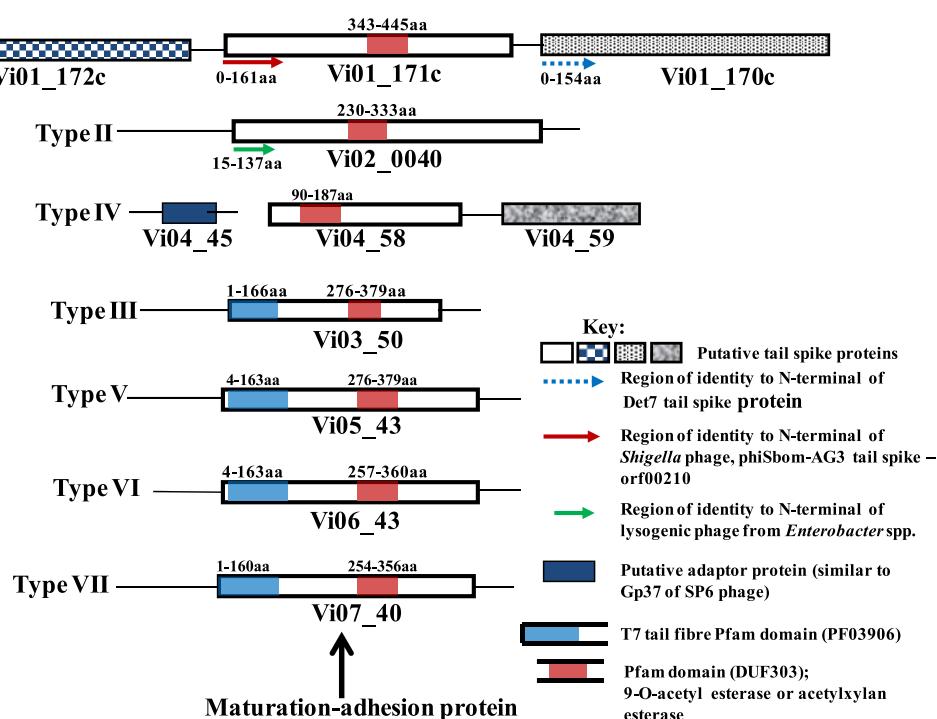 343-445aa
Vi01_172c
0-161aa
Vi01_171c
0-154aa
Vi01_170c
230-333aa
Type II
15-137aa
Vi02_0040
90-187aa
Type IV
Vi04_45
Vi04_58
Vi04_59
1-166aa
276-379aa
Type III
Vi03_50
4-163aa
276-379aa
Type V
Vi05_43
4-163aa
257-360aa
Type VI
Vi06_43
1-160aa
254-356aa
Type VII
Vi07_40
Maturation-adhesion protein
Key:
Putative tail spike proteins
Region of identity to N-terminal of
Det7 tail spike protein
Region of identity to N-terminal of
Shigella phage, phiSbom-AG3 tail spike –
orf00210
Region of identity to N-terminal of
lysogenic phage from Enterobacter spp.
Putative adaptor protein (similar to
Gp37 of SP6 phage)
T7 tail fibre Pfam domain (PF03906)
Pfam domain (DUF303);
9-O-acetyl esterase or acetylxylan
esterase